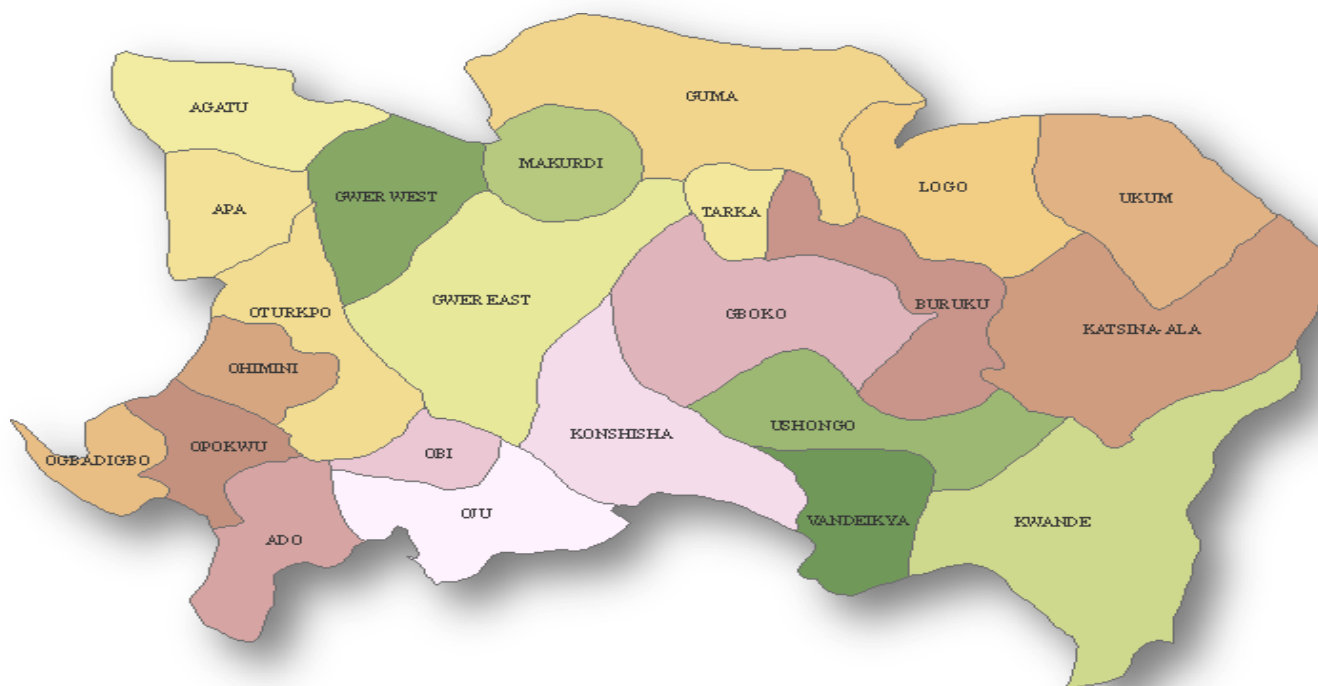 GUMA
AGATU
MAKURDI
LOGO
UKUM
GWER WEST
APA
TARKA
GWER EAST
BURUKU
OTURKPO
GBOKO
KATSINA-ALA
OHIMINI
USHONGO
KONSHISHA
OPOKWU
OBI
OGBADIGBO
OJU
VANDEIKYA
KWANDE
ADO